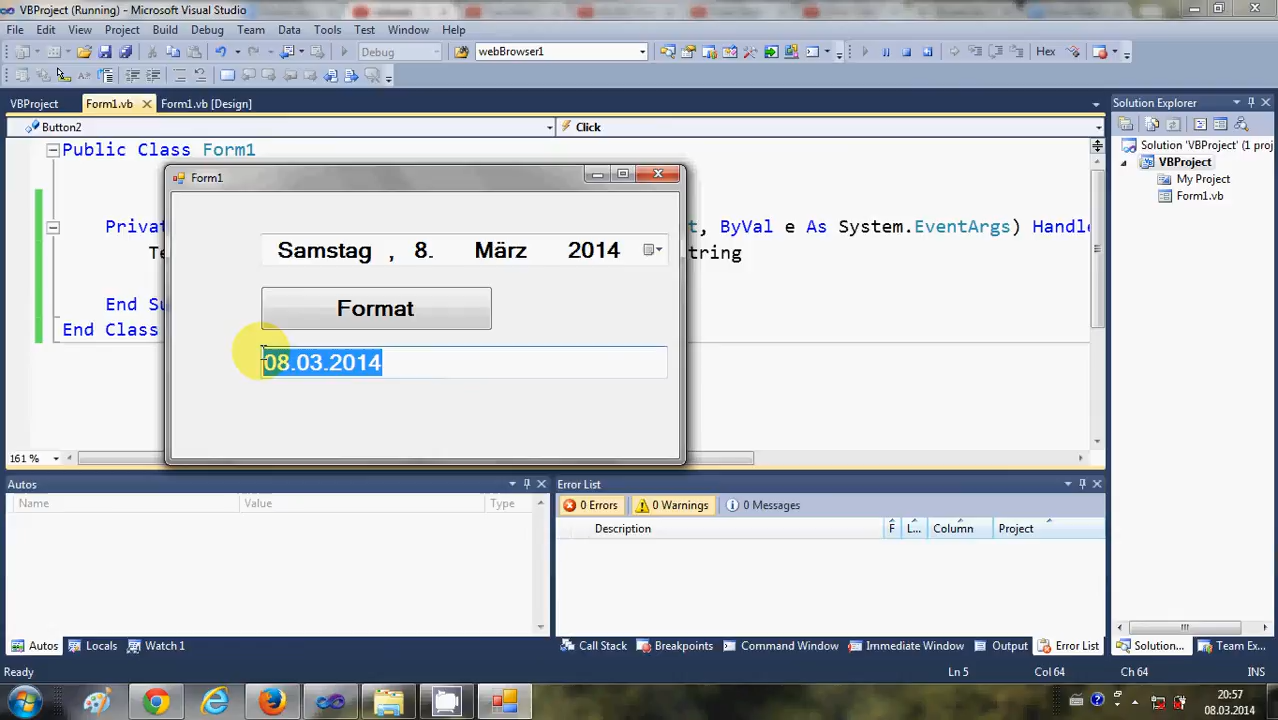 VBProject (Running) - Microsoft Visual Studio
File Edit View Project Build Debug Team Data Tools Test Window Help
Debug webBrowser1 Hex
VBProject Form1.vb Form1.vb [Design]
Button2 Click
Public Class Form1
Form1
t, ByVal e As System.EventArgs) Handle
Te tring
End Su
End Class
Samstag , 8. März 2014
Format
08.03.2014
161 %
Solution Explorer
Solution 'VBProject' (1 proj
VBProject
My Project
Form1.vb
Autos
Name Value Type
Error List
0 Errors 0 Warnings 0 Messages
Description F L... Column Project
Autos Locals Watch 1
Call Stack Breakpoints Command Window Immediate Window Output Error List
Solution... Team Ex...
Ready Ln 5 Col 64 Ch 64 INS
20:57
08.03.2014